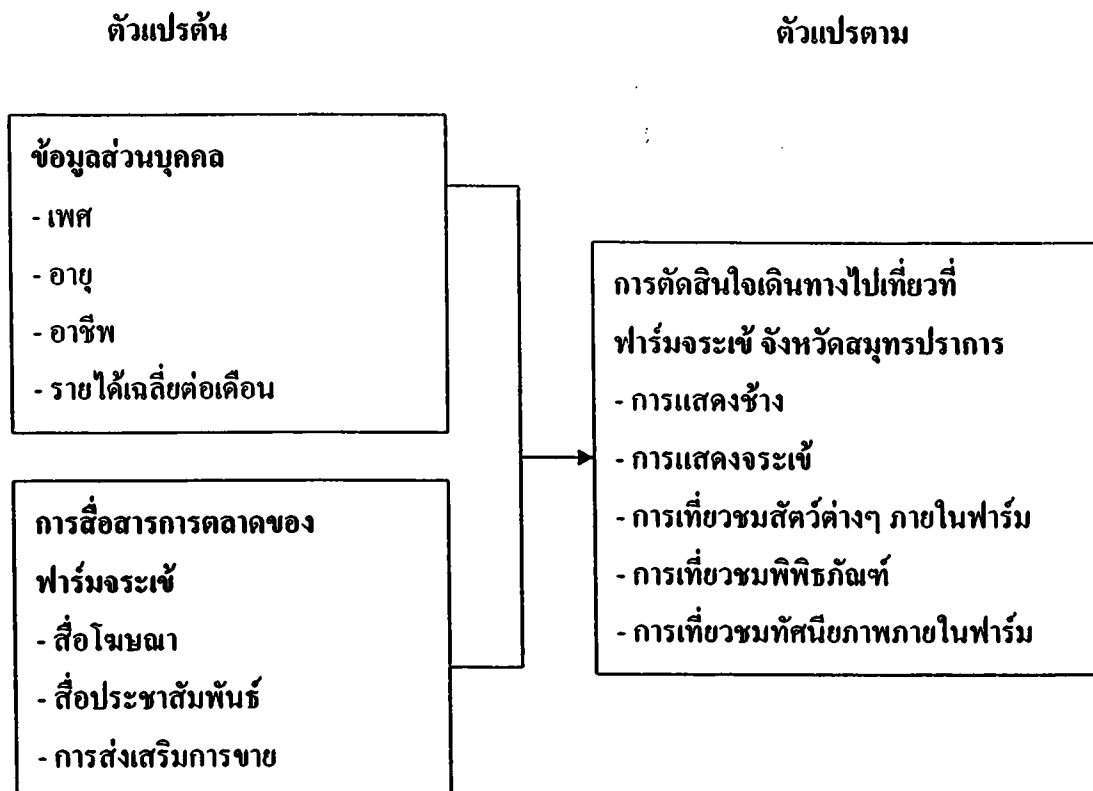 ตัวแปรต้น
ตัวแปรตาม
ข้อมูลส่วนบุคคล
- เพศ
- อายุ
- อาชีพ
- รายได้เฉลี่ยต่อเดือน
การสื่อสารการตลาดของ
ฟาร์มจระเข้
- สื่อโฆษณา
- สื่อประชาสัมพันธ์
- การส่งเสริมการขาย
การตัดสินใจเดินทางไปเที่ยวที่
ฟาร์มจระเข้ จังหวัดสมุทรปราการ
- การแสดงช้าง
- การแสดงจระเข้
- การเที่ยวชมสัตว์ต่างๆ ภายในฟาร์ม
- การเที่ยวชมพิพิธภัณฑ์
- การเที่ยวชมทัศนียภาพภายในฟาร์ม